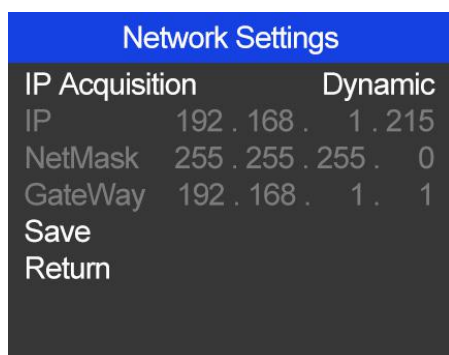 Network Settings
IP Acquisition Dynamic
IP 192 . 168 . 1 . 215
NetMask 255 . 255 . 255 . 0
GateWay 192 . 168 . 1 . 1
Save
Return